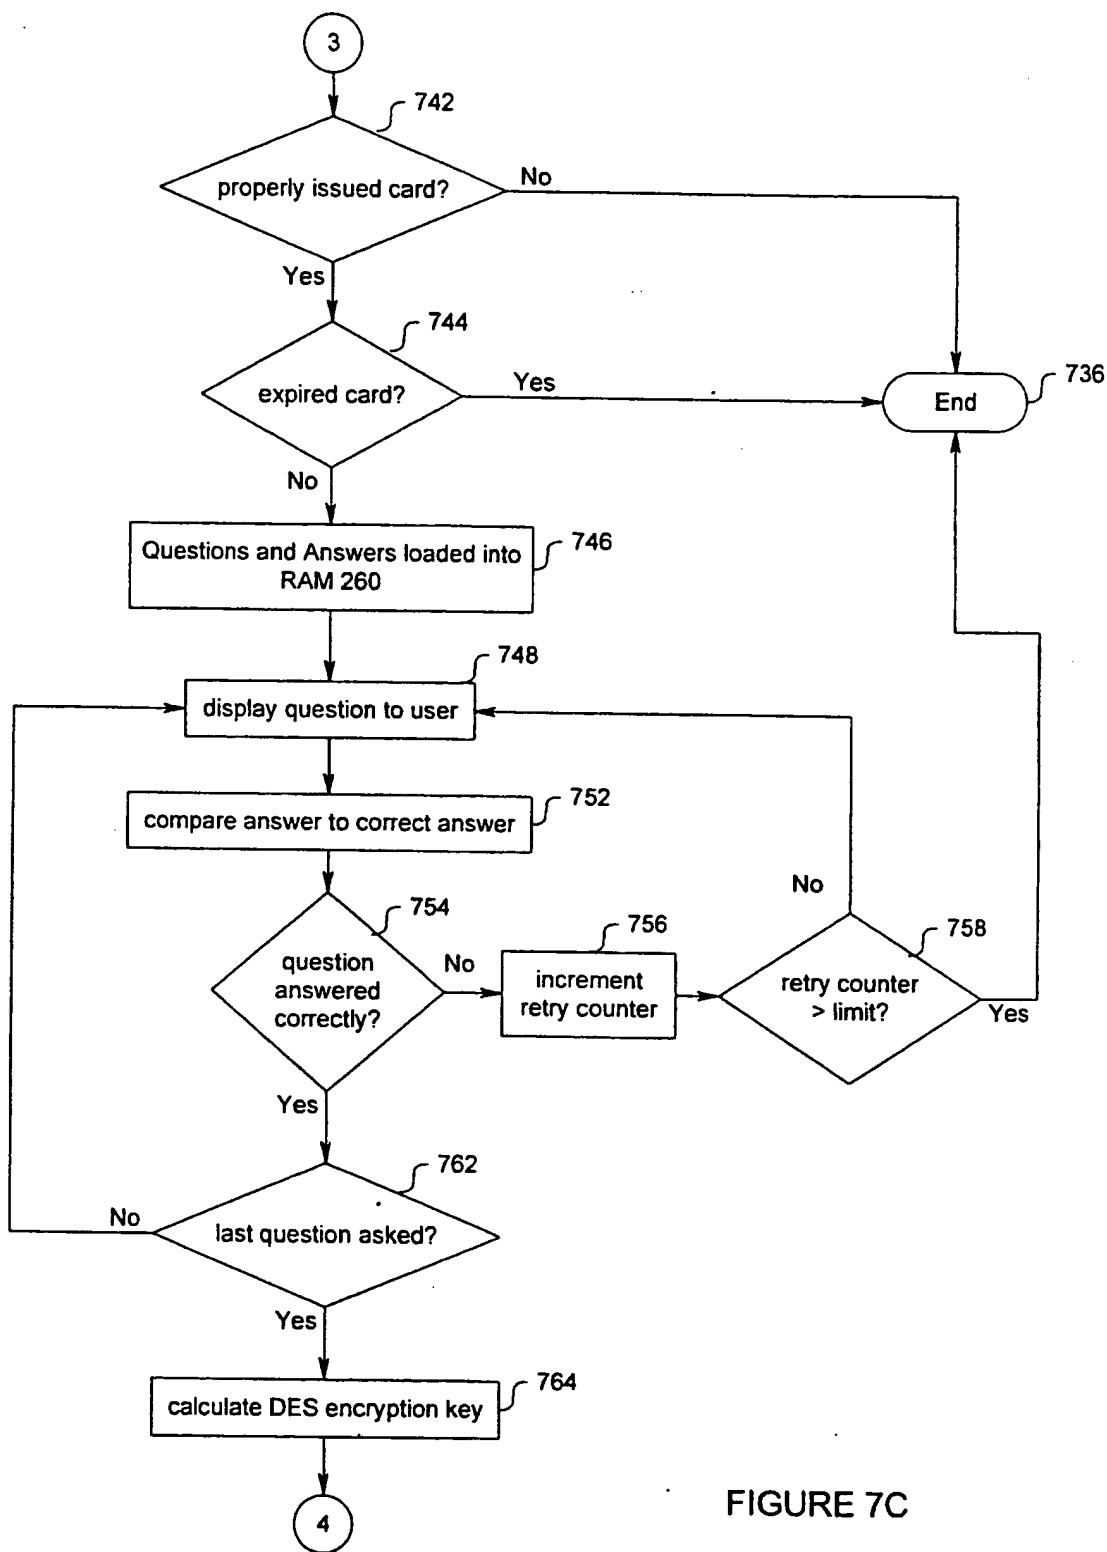 3
742
properly issued card?
No
Yes
744
expired card?
Yes
736
End
No
Questions and Answers loaded into
RAM 260
746
748
display question to user
752
compare answer to correct answer
No
754
question
answered
correctly?
No
756
increment
retry counter
758
retry counter
> limit?
Yes
Yes
762
last question asked?
No
Yes
764
calculate DES encryption key
4
FIGURE 7C